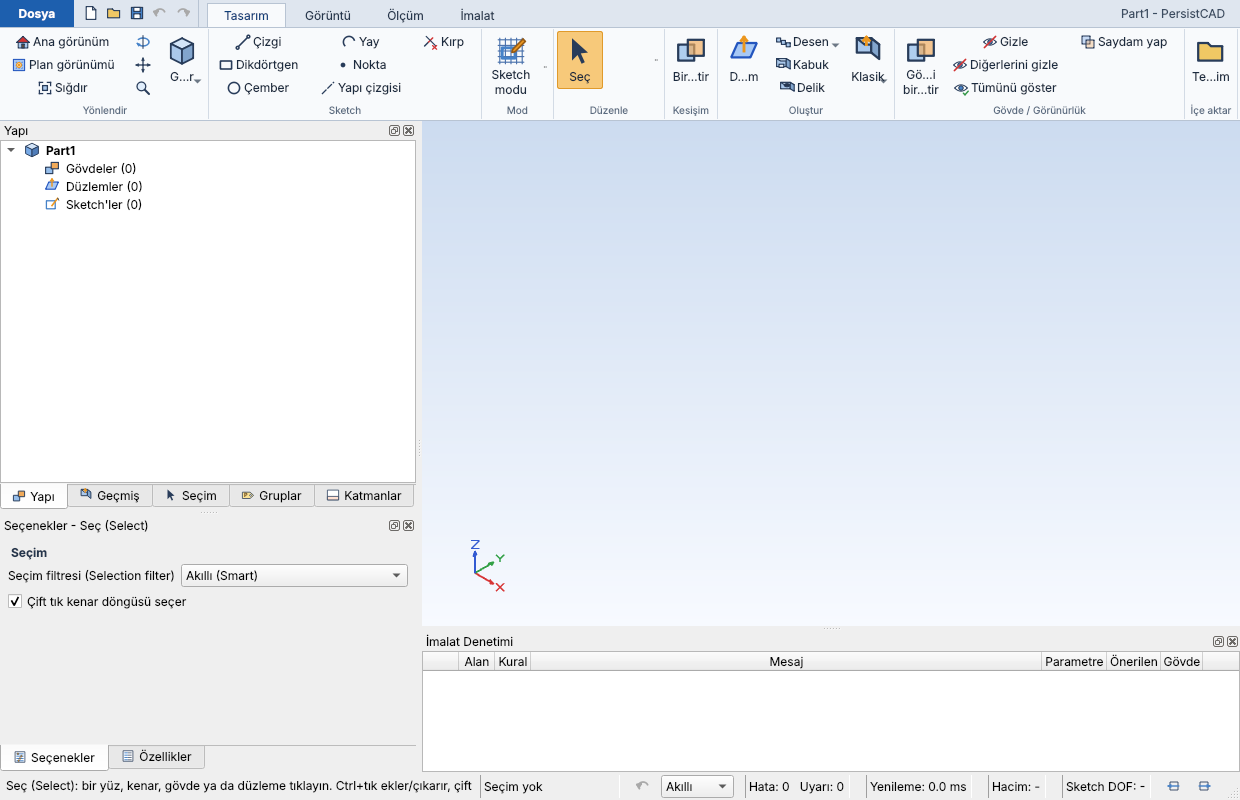 Dosya
Tasarım
Görüntü
Ölçüm
İmalat
Part1 - PersistCAD
Ana görünüm
Plan görünümü
Sığdır
G...r
Yönlendir
Çizgi
Dikdörtgen
Çember
Yay
Nokta
Yapı çizgisi
Kırp
Sketch
Sketch
modu
Mod
Seç
Düzenle
Bir...tir
Kesişim
D...m
Desen
Kabuk
Delik
Klasik
Oluştur
Gö...i
bir...tir
Gizle
Diğerlerini gizle
Tümünü göster
Saydam yap
Gövde / Görünürlük
Te...im
İçe aktar
Yapı
Part1
Gövdeler (0)
Düzlemler (0)
Sketch'ler (0)
Yapı
Geçmiş
Seçim
Gruplar
Katmanlar
Seçenekler - Seç (Select)
Seçim
Seçim filtresi (Selection filter)
Akıllı (Smart)
Çift tık kenar döngüsü seçer
Seçenekler
Özellikler
Z
Y
X
İmalat Denetimi
Alan
Kural
Mesaj
Parametre
Önerilen
Gövde
Seç (Select): bir yüz, kenar, gövde ya da düzleme tıklayın. Ctrl+tık ekler/çıkarır, çift
Seçim yok
Akıllı
Hata: 0
Uyarı: 0
Yenileme: 0.0 ms
Hacim: -
Sketch DOF: -